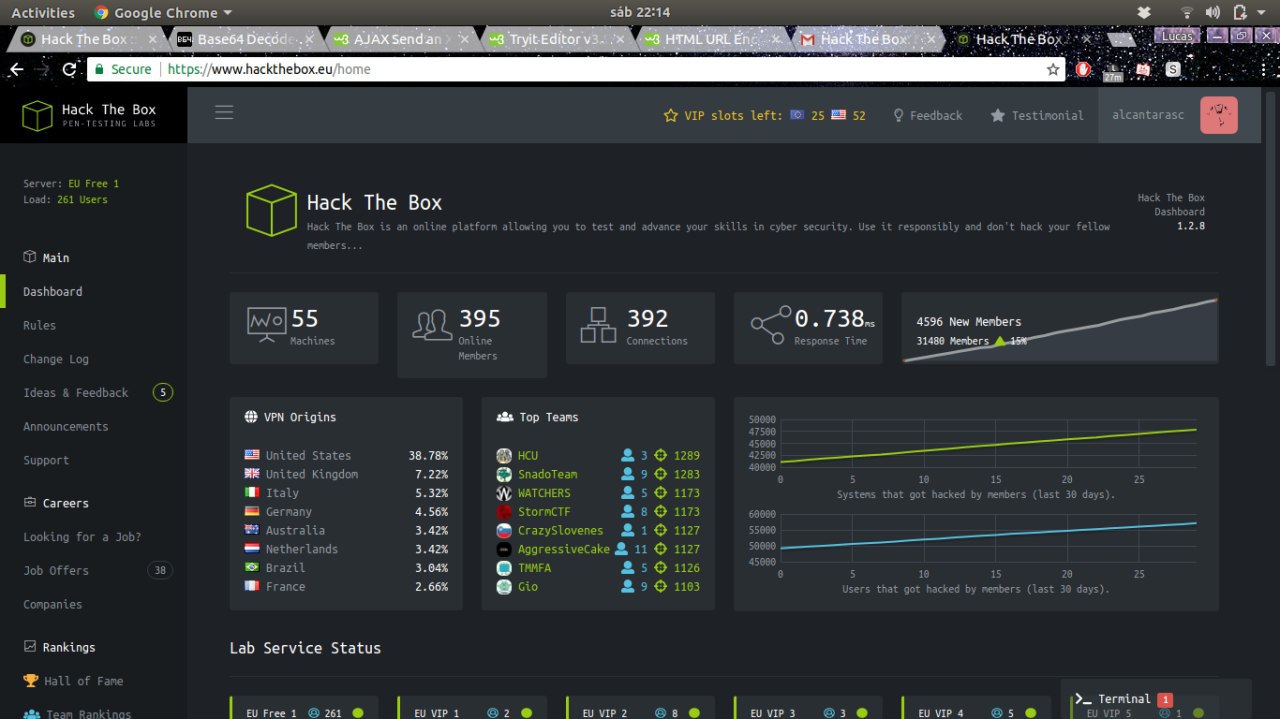 Activities Google Chrome sáb 22:14
Hack The Box Base64 Decode AJAX Send an Tryit Editor v3. HTML URL Enc Hack The Box Hack The Box Lucas
Secure https://www.hackthebox.eu/home 27m S
Hack The Box
PEN-TESTING LABS
VIP slots left: 25 52 Feedback Testimonial alcantarasc
Server: EU Free 1
Load: 261 Users
Main
Dashboard
Rules
Change Log
Ideas & Feedback 5
Announcements
Support
Careers
Looking for a Job?
Job Offers 38
Companies
Rankings
Hall of Fame
Team Rankings
Hack The Box
Hack The Box is an online platform allowing you to test and advance your skills in cyber security. Use it responsibly and don't hack your fellow
members...
Hack The Box
Dashboard
1.2.8
55
Machines
395
Online
Members
392
Connections
0.738ms
Response Time
4596 New Members
31480 Members 15%
VPN Origins
United States 38.78%
United Kingdom 7.22%
Italy 5.32%
Germany 4.56%
Australia 3.42%
Netherlands 3.42%
Brazil 3.04%
France 2.66%
Top Teams
HCU 3 1289
SnadoTeam 9 1283
WATCHERS 5 1173
StormCTF 8 1173
CrazySlovenes 1 1127
AggressiveCake 11 1127
TMMFA 5 1126
Gio 9 1103
50000
47500
45000
42500
40000
0 5 10 15 20 25
Systems that got hacked by members (last 30 days).
60000
55000
50000
45000
0 5 10 15 20 25
Users that got hacked by members (last 30 days).
Lab Service Status
EU Free 1 261
EU VIP 1 2
EU VIP 2 8
EU VIP 3 3
EU VIP 4 5
EU VIP 5 1
Terminal 1